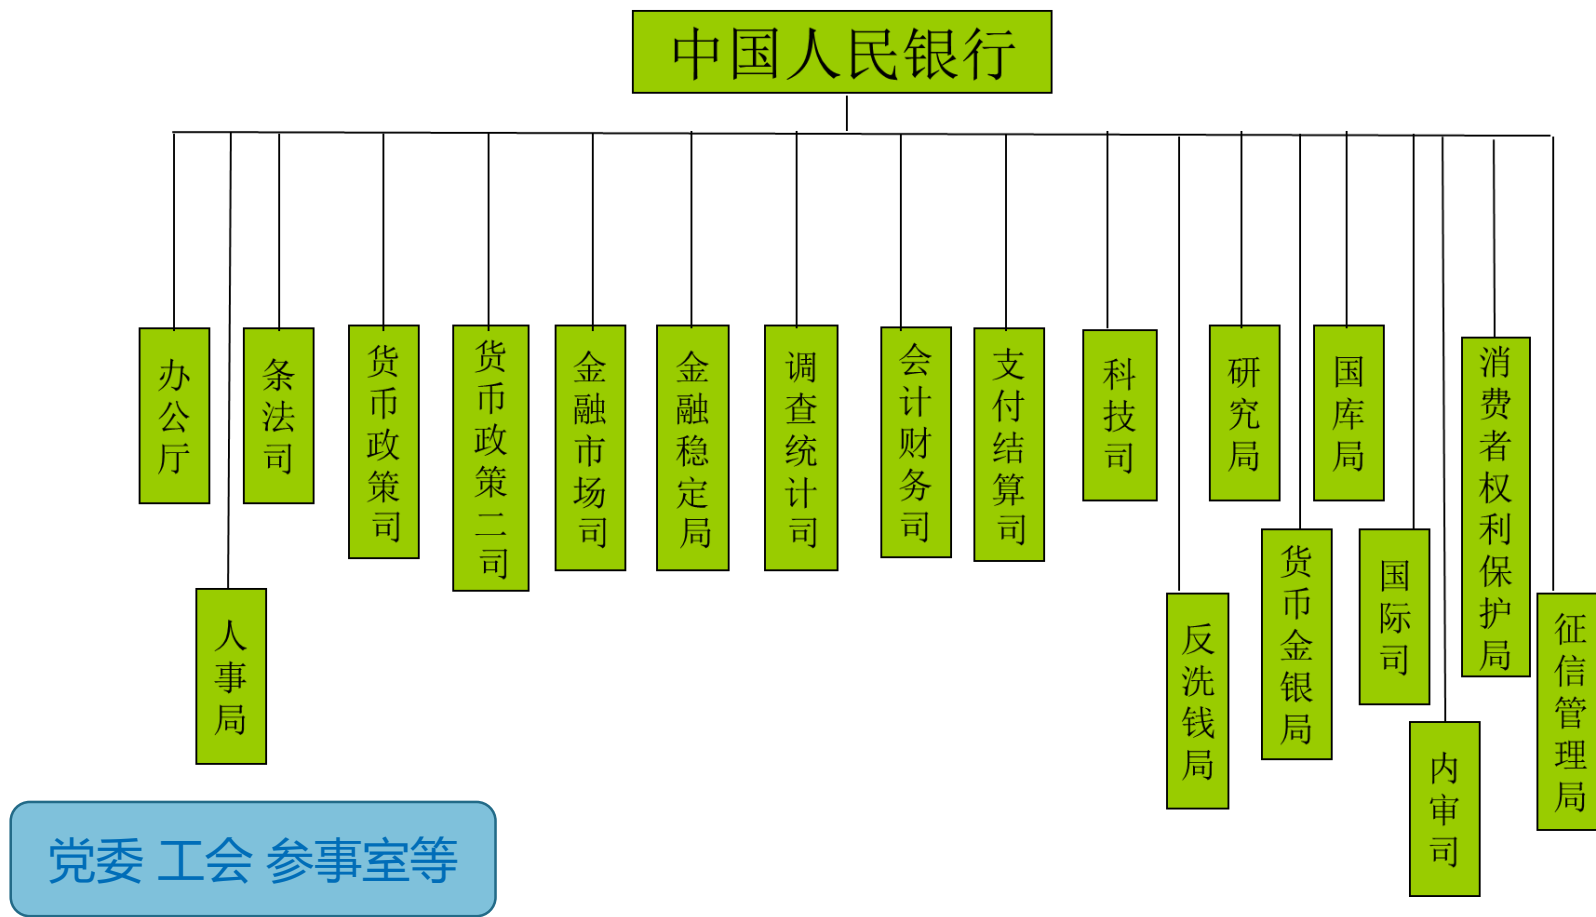 中国人民银行
办公厅
人事局
条法司
货币政策司
货币政策二司
金融市场司
金融稳定局
调查统计司
会计财务司
支付结算司
科技司
反洗钱局
研究局
货币金银局
国库局
国际司
内审司
消费者权利保护局
征信管理局
党委 工会 参事室等